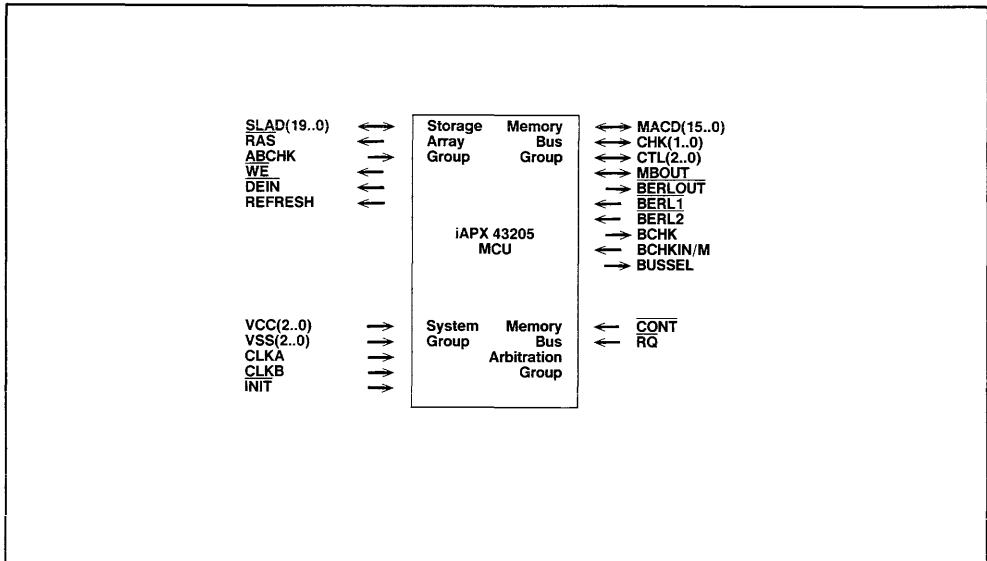 SLAD(19..0)
RAS
ABCHK
WE
DEIN
REFRESH
Storage Memory
Array Bus
Group Group
MACD(15..0)
CHK(1..0)
CTL(2..0)
MBOUT
BERLOUT
BERL1
BERL2
BCHK
BCHKIN/M
BUSSEL
iAPX 43205
MCU
VCC(2..0)
VSS(2..0)
CLKA
CLKB
INIT
System Memory
Group Bus
Arbitration
Group
CONT
RQ